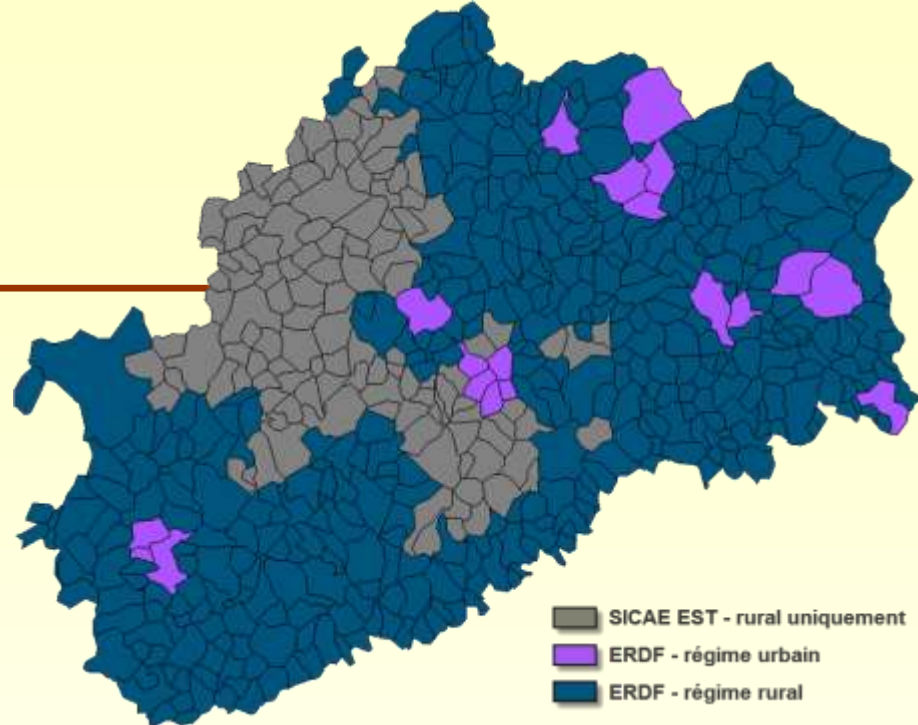 SICAE EST - rural uniquement
ERDF - régime urbain
ERDF - régime rural